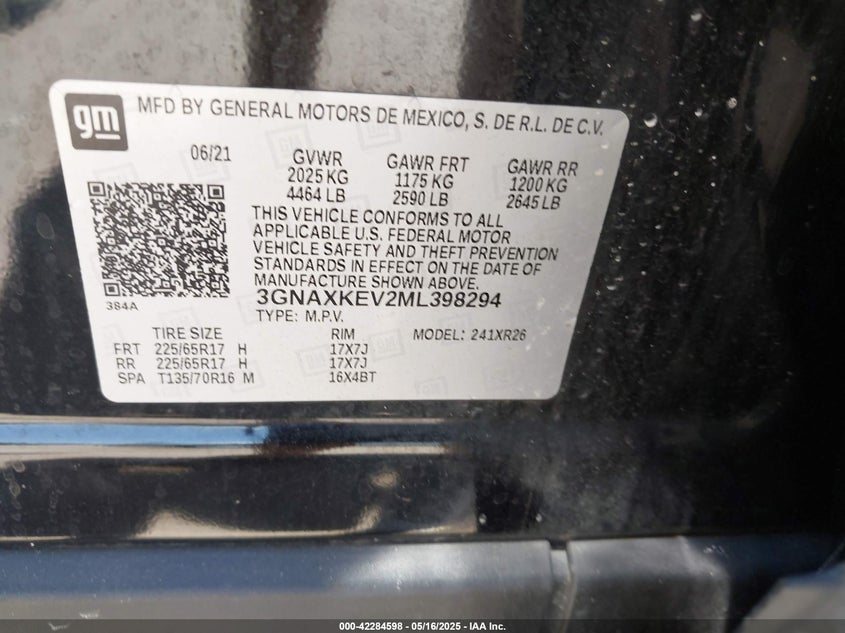 gm
MFD BY GENERAL MOTORS DE MEXICO, S. DE R.L. DE C.V.
06/21 GVWR GAWR FRT GAWR RR
2025 KG 1175 KG 1200 KG
4464 LB 2590 LB 2645 LB
THIS VEHICLE CONFORMS TO ALL
APPLICABLE U.S. FEDERAL MOTOR
VEHICLE SAFETY AND THEFT PREVENTION
STANDARDS IN EFFECT ON THE DATE OF
MANUFACTURE SHOWN ABOVE.
384A 3GNAXKEV2ML398294
TYPE: M.P.V. MODEL: 241XR26
TIRE SIZE RIM
FRT 225/65R17 H 17X7J
RR 225/65R17 H 17X7J
SPA T135/70R16 M 16X4BT
000-42284598 - 05/16/2025 - IAA Inc.